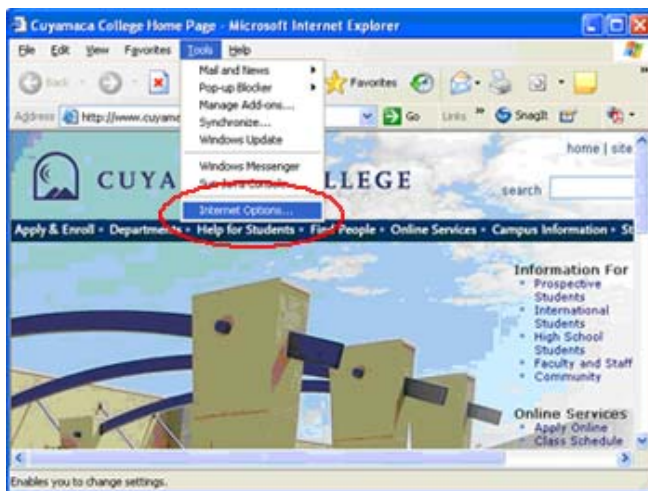 Cuyamaca College Home Page - Microsoft Internet Explorer
File Edit View Favorites Tools Help
Mail and News
Pop-up Blocker
Manage Add-ons...
Synchronize...
Windows Update
Windows Messenger
Internet Options...
Back
Favorites
Address http://www.cuyama
Go Links » SnagIt
home | site
CUYA
LLEGE
search
Apply & Enroll • Departments • Help for Students • Find People • Online Services • Campus Information • St
Information For
Prospective
Students
International
Students
High School
Students
Faculty and Staff
Community
Online Services
Apply Online
Class Schedule
Enables you to change settings.